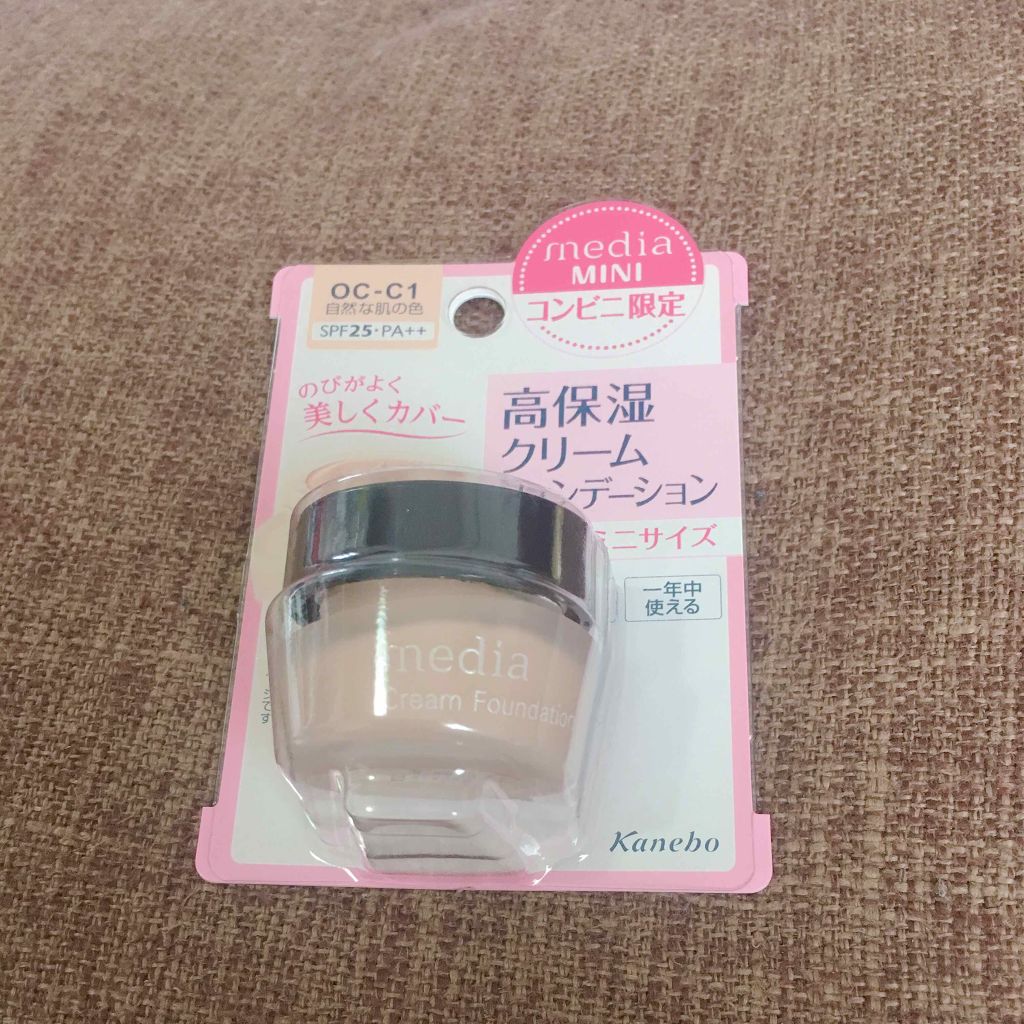 media
MINI
コンビニ限定
OC-C1
自然な肌の色
SPF25・PA++
のびがよく
美しくカバー
高保湿
クリーム
ンデーション
ミニサイズ
一年中
使える
media
Cream Foundation
Kanebo